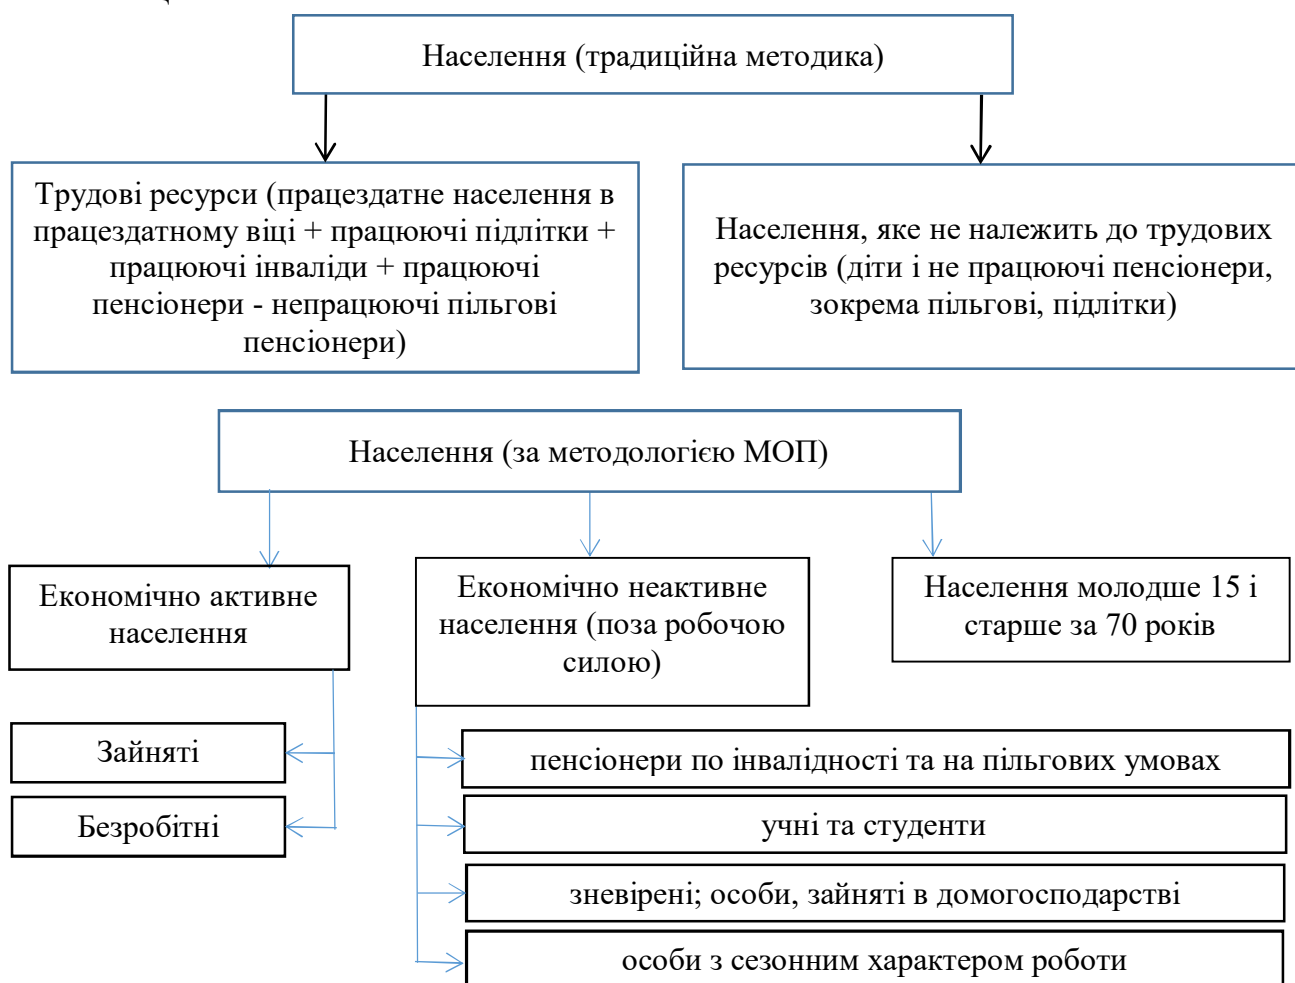 Населення (традиційна методика)
Трудові ресурси (працездатне населення в
працездатному віці + працюючі підлітки +
працюючі інваліди + працюючі
пенсіонери - непрацюючі пільгові
пенсіонери)
Населення, яке не належить до трудових
ресурсів (діти і не працюючі пенсіонери,
зокрема пільгові, підлітки)
Населення (за методологією МОП)
Економічно активне
населення
Економічно неактивне
населення (поза робочою
силою)
Населення молодше 15 і
старше за 70 років
Зайняті
Безробітні
пенсіонери по інвалідності та на пільгових умовах
учні та студенти
зневірені; особи, зайняті в домогосподарстві
особи з сезонним характером роботи